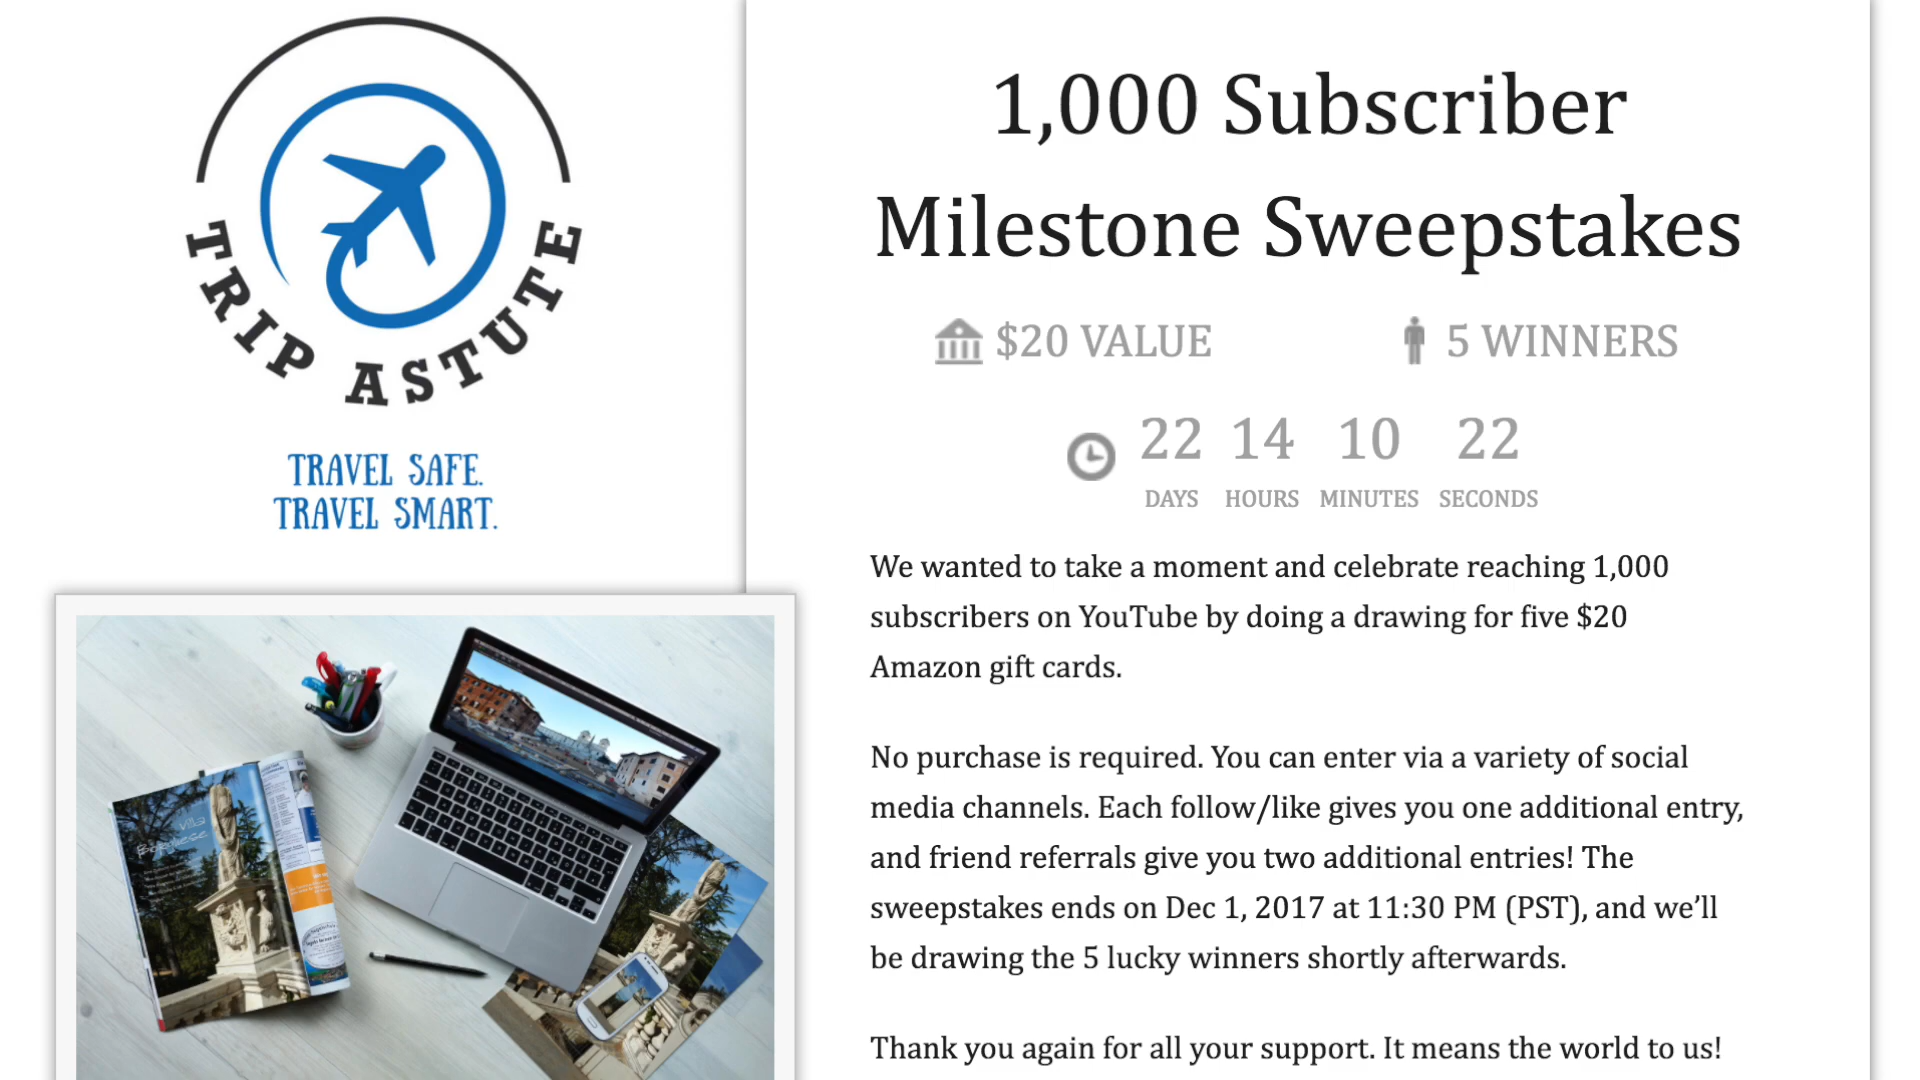 TRIP ASTUTE
TRAVEL SAFE.
TRAVEL SMART.
1,000 Subscriber
Milestone Sweepstakes
$20 VALUE
5 WINNERS
22 14 10 22
DAYS HOURS MINUTES SECONDS
We wanted to take a moment and celebrate reaching 1,000
subscribers on YouTube by doing a drawing for five $20
Amazon gift cards.
No purchase is required. You can enter via a variety of social
media channels. Each follow/like gives you one additional entry,
and friend referrals give you two additional entries! The
sweepstakes ends on Dec 1, 2017 at 11:30 PM (PST), and we’ll
be drawing the 5 lucky winners shortly afterwards.
Thank you again for all your support. It means the world to us!
Villa
Borghese